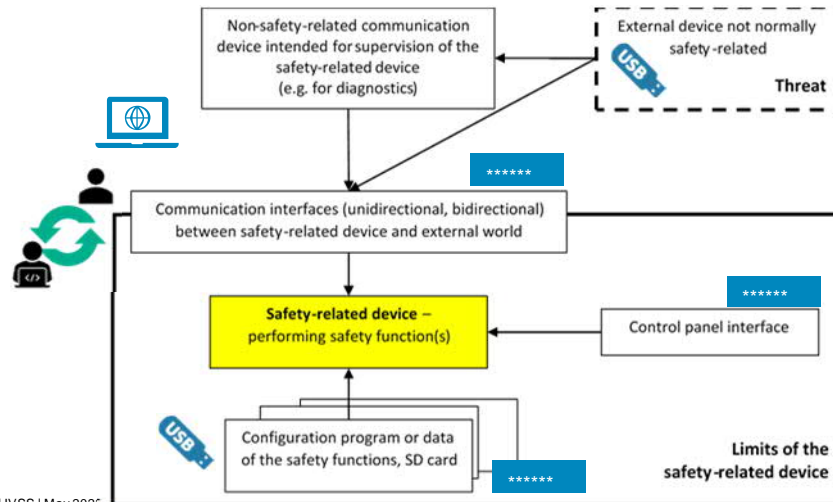 Non-safety-related communication
device intended for supervision of the
safety-related device
(e.g. for diagnostics)
External device not normally
safety-related
USB
Threat
******
Communication interfaces (unidirectional, bidirectional)
between safety-related device and external world
</>
******
Safety-related device –
performing safety function(s)
Control panel interface
USB
Configuration program or data
of the safety functions, SD card
******
Limits of the
safety-related device
May